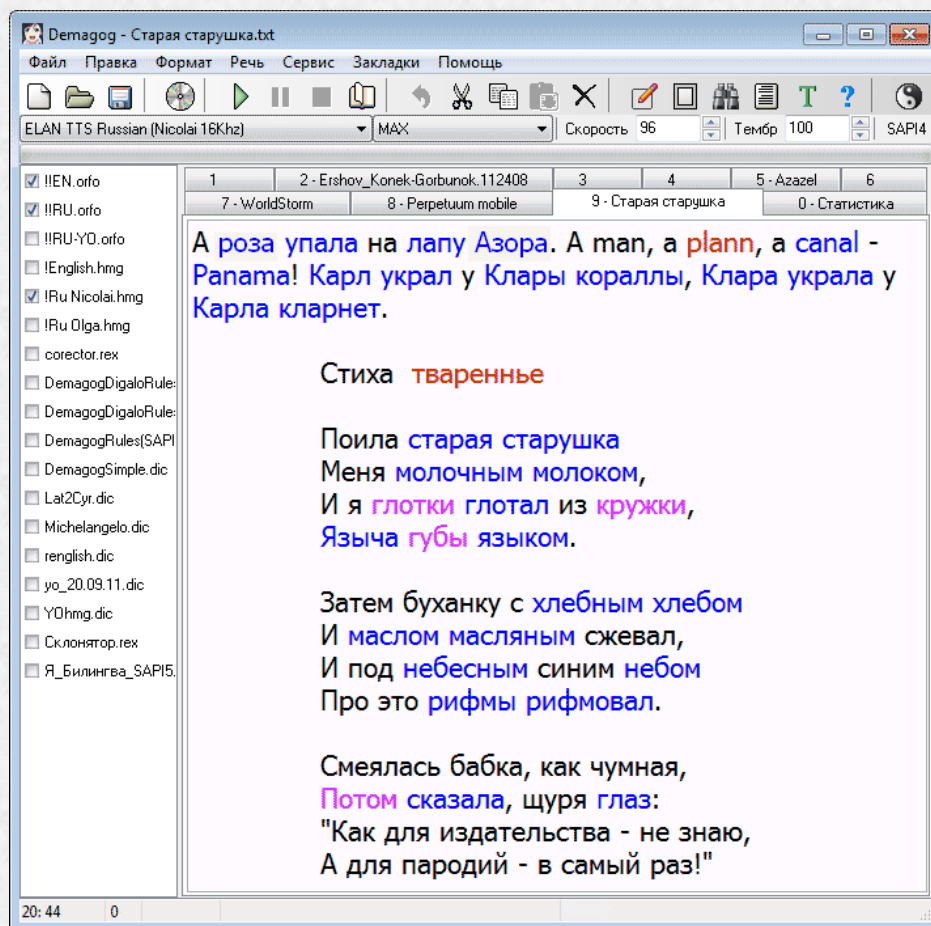 Demagog - Старая старушка.txt
Файл Правка Формат Речь Сервис Закладки Помощь
T ?
ELAN TTS Russian (Nicolai 16Khz) MAX Скорость 96 Тембр 100 SAPI4
!!EN.orfo
!!RU.orfo
!!RU-YO.orfo
!English.hmg
!Ru Nicolai.hmg
!Ru Olga.hmg
corector.rex
DemagogDigaloRule
DemagogDigaloRule
DemagogRules(SAPI
DemagogSimple.dic
Lat2Cyr.dic
Michelangelo.dic
renglish.dic
yo_20.09.11.dic
YOhmg.dic
Склонятор.rex
Я_Билингва_SAPI5.
1 2 - Ershov_Konek-Gorbunok.112408 3 4 5 - Azazel 6
7 - WorldStorm 8 - Perpetuum mobile 9 - Старая старушка 0 - Статистика
А роза упала на лапу Азора. A man, a plann, a canal -
Panama! Карл украл у Клары кораллы, Клара украла у
Карла кларнет.
Стиха твареннье
Поила старая старушка
Меня молочным молоком,
И я глотки глотал из кружки,
Языча губы языком.
Затем буханку с хлебным хлебом
И маслом масляным сжевал,
И под небесным синим небом
Про это рифмы рифмовал.
Смеялась бабка, как чумная,
Потом сказала, щуря глаз:
"Как для издательства - не знаю,
А для пародий - в самый раз!"
20: 44 0